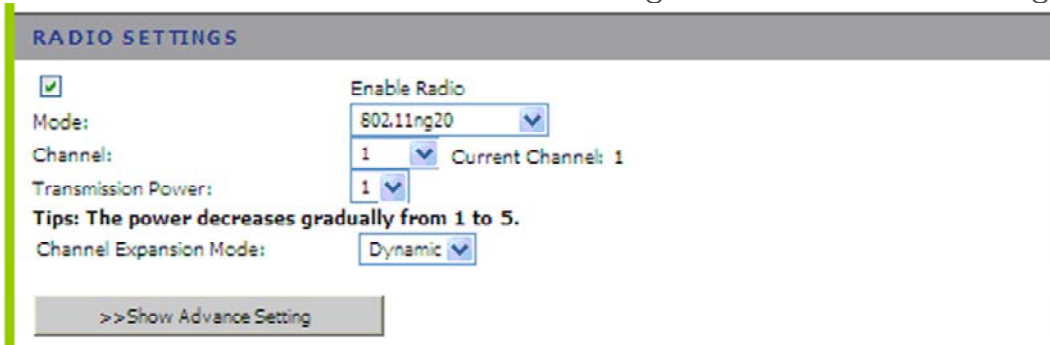 RADIO SETTINGS
Enable Radio
Mode: 802.11ng20
Channel: 1 Current Channel: 1
Transmission Power: 1
Tips: The power decreases gradually from 1 to 5.
Channel Expansion Mode: Dynamic
>>Show Advance Setting